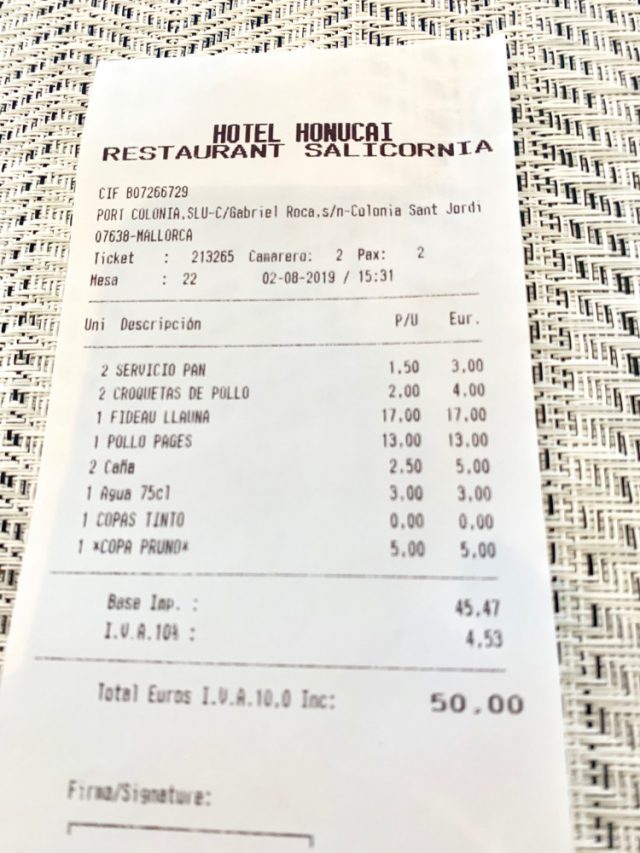 HOTEL HONUCAI
RESTAURANT SALICORNIA
CIF B07266729
PORT COLONIA,SLU-C/Gabriel Roca,s/n-Colonia Sant Jordi
07638-MALLORCA
Ticket : 213265 Camarero: 2 Pax: 2
Mesa : 22 02-08-2019 / 15:31
Uni Descripción P/U Eur.
2 SERVICIO PAN 1.50 3.00
2 CROQUETAS DE POLLO 2.00 4.00
1 FIDEAU LLAUNA 17.00 17.00
1 POLLO PAGES 13.00 13.00
2 Caña 2.50 5.00
1 Agua 75cl 3.00 3.00
1 COPAS TINTO 0.00 0.00
1 *COPA PRUNO* 5.00 5.00
Base Imp. : 45.47
I.V.A.10% : 4.53
Total Euros I.V.A.10.0 Inc: 50.00
Firma/Signature: